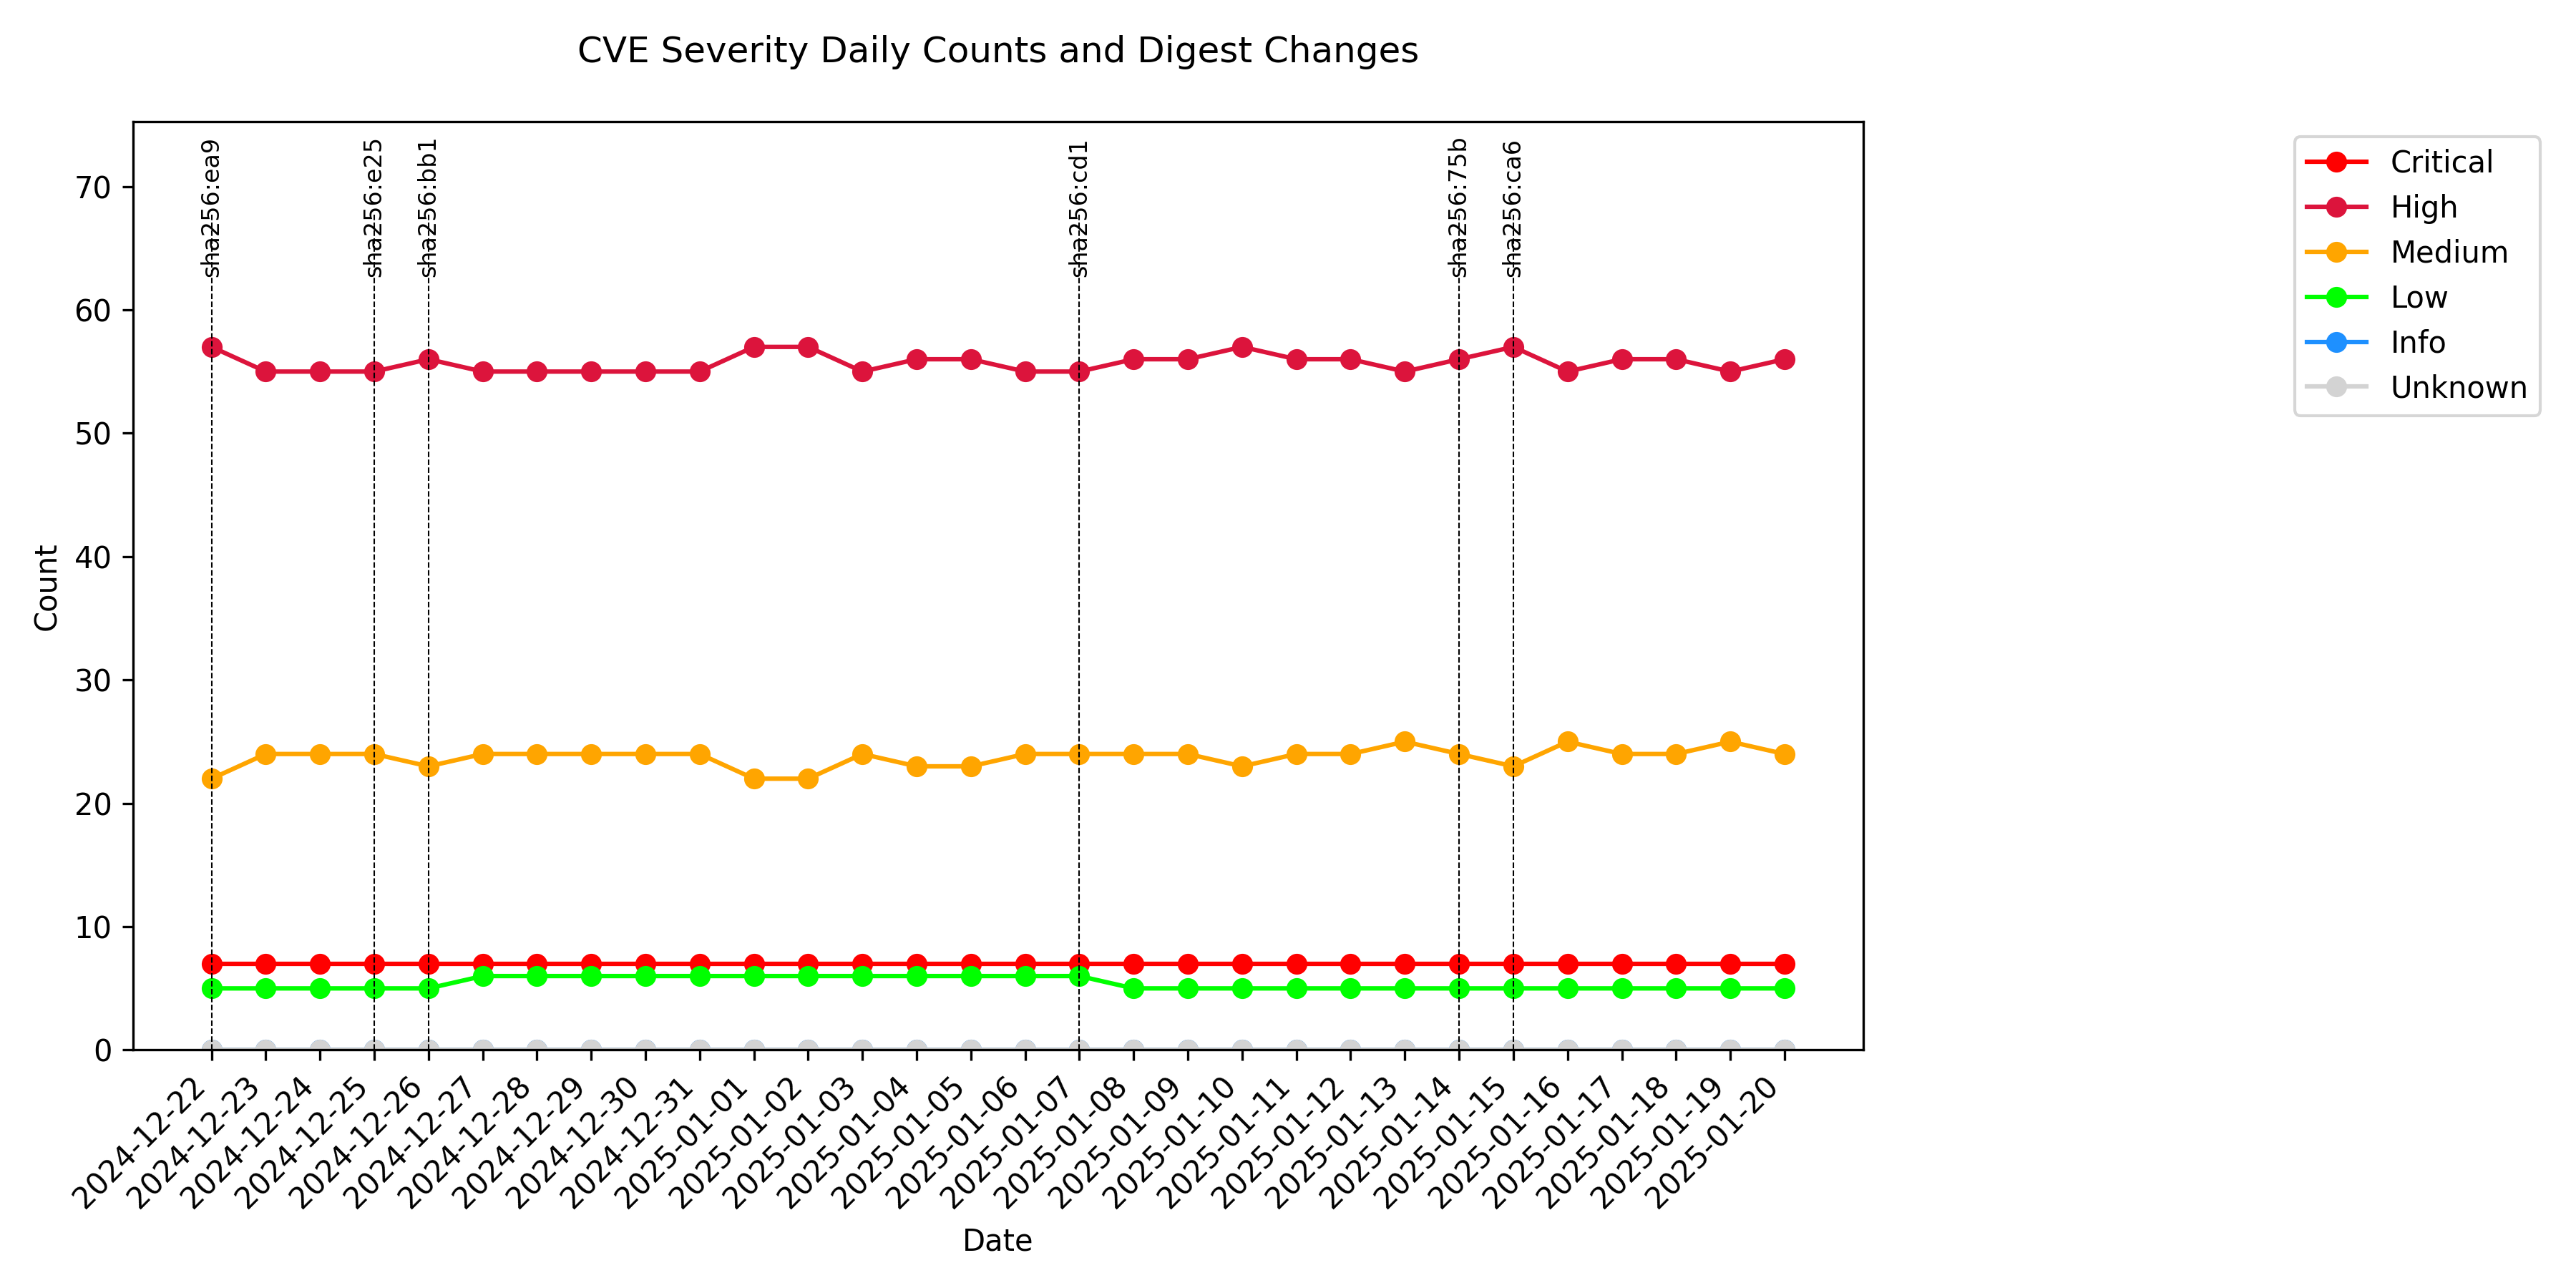 CVE Severity Daily Counts and Digest Changes
sha256:ea9
sha256:e25
sha256:bb1
sha256:cd1
sha256:75b
sha256:ca6
Critical
High
Medium
Low
Info
Unknown
Count
70
60
50
40
30
20
10
0
2024-12-22
2024-12-23
2024-12-24
2024-12-25
2024-12-26
2024-12-27
2024-12-28
2024-12-29
2024-12-30
2024-12-31
2025-01-01
2025-01-02
2025-01-03
2025-01-04
2025-01-05
2025-01-06
2025-01-07
2025-01-08
2025-01-09
2025-01-10
2025-01-11
2025-01-12
2025-01-13
2025-01-14
2025-01-15
2025-01-16
2025-01-17
2025-01-18
2025-01-19
2025-01-20
Date